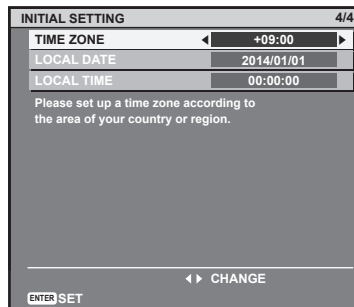 INITIAL SETTING 4/4
TIME ZONE +09:00
LOCAL DATE 2014/01/01
LOCAL TIME 00:00:00
Please set up a time zone according to
the area of your country or region.
CHANGE
ENTER SET